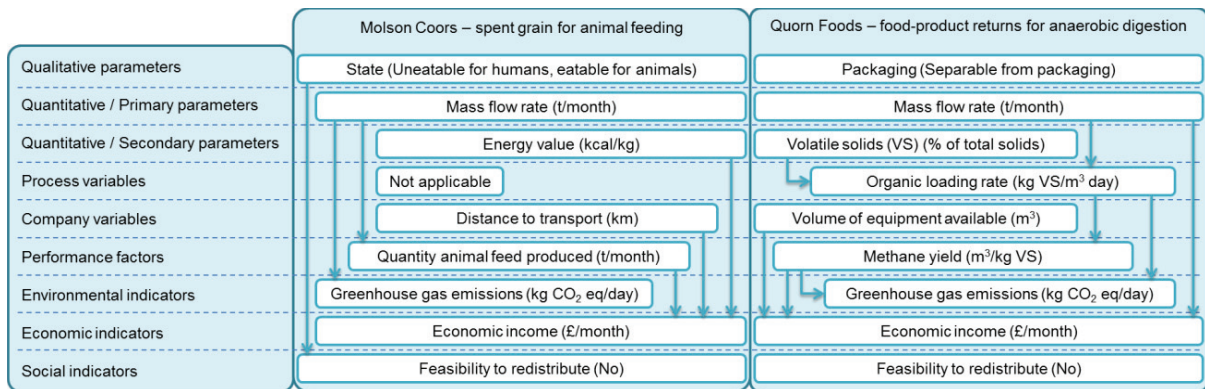 Molson Coors – spent grain for animal feeding
Quorn Foods – food-product returns for anaerobic digestion
Qualitative parameters
State (Uneatable for humans, eatable for animals)
Packaging (Separable from packaging)
Quantitative / Primary parameters
Mass flow rate (t/month)
Mass flow rate (t/month)
Quantitative / Secondary parameters
Energy value (kcal/kg)
Volatile solids (VS) (% of total solids)
Process variables
Not applicable
Organic loading rate (kg VS/m³ day)
Company variables
Distance to transport (km)
Volume of equipment available (m³)
Performance factors
Quantity animal feed produced (t/month)
Methane yield (m³/kg VS)
Environmental indicators
Greenhouse gas emissions (kg CO₂ eq/day)
Greenhouse gas emissions (kg CO₂ eq/day)
Economic indicators
Economic income (£/month)
Economic income (£/month)
Social indicators
Feasibility to redistribute (No)
Feasibility to redistribute (No)